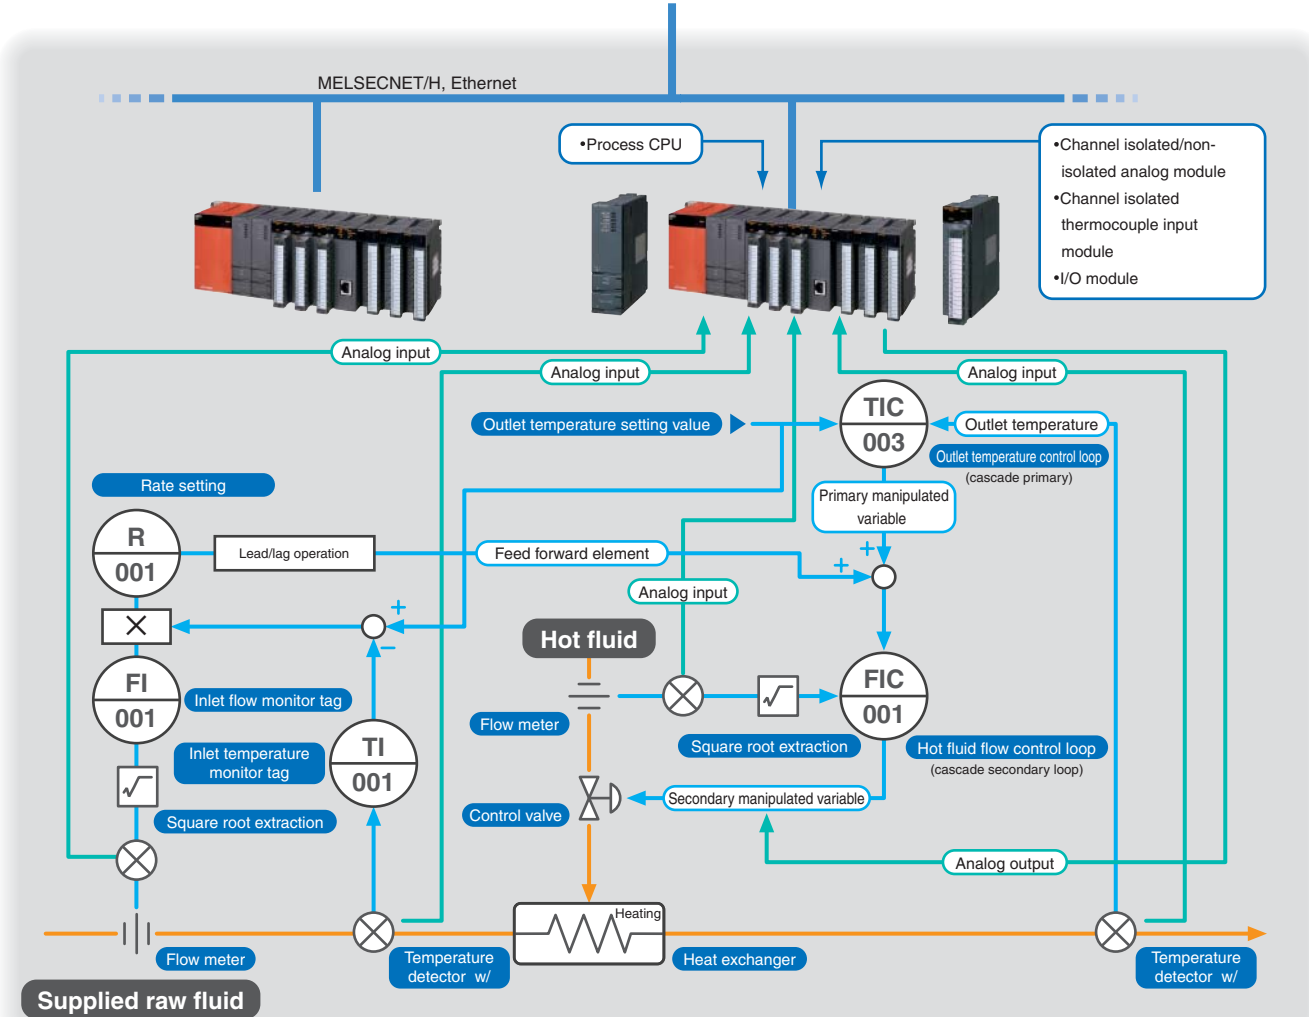 MELSECNET/H, Ethernet
•Process CPU
•Channel isolated/non-
isolated analog module
•Channel isolated
thermocouple input
module
•I/O module
Analog input
Analog input
Analog input
TIC
003
Outlet temperature setting value
Outlet temperature
Outlet temperature control loop
(cascade primary)
Rate setting
Primary manipulated
variable
R
001
Lead/lag operation
Feed forward element
+
+
Analog input
+
−
×
Hot fluid
FI
001
Inlet flow monitor tag
√
FIC
001
Flow meter
Square root extraction
Hot fluid flow control loop
(cascade secondary loop)
Inlet temperature
monitor tag
TI
001
√
Secondary manipulated variable
Control valve
Square root extraction
Analog output
Heating
Flow meter
Temperature
detector w/
Heat exchanger
Temperature
detector w/
Supplied raw fluid